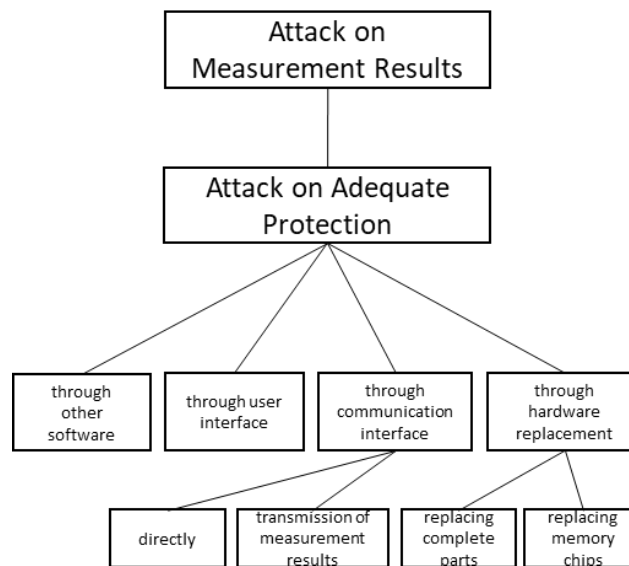 Attack on
Measurement Results
Attack on Adequate
Protection
through
other
software
through user
interface
through
communication
interface
through
hardware
replacement
directly
transmission of
measurement
results
replacing
complete
parts
replacing
memory
chips